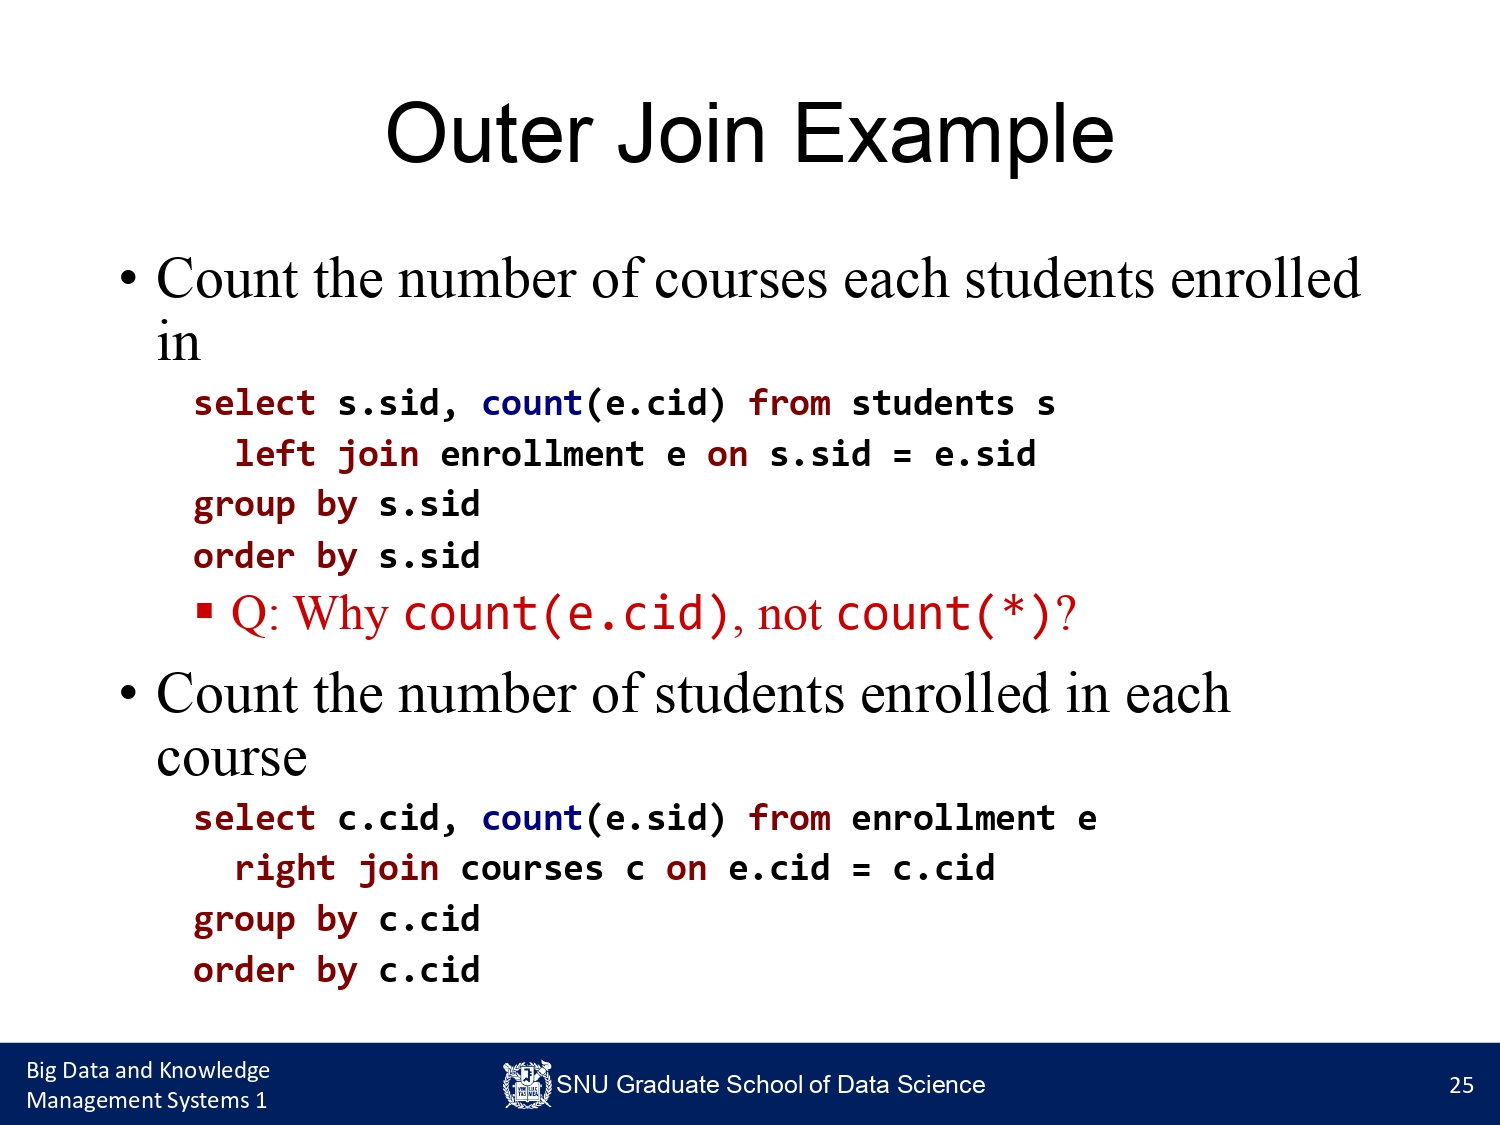 Outer Join Example
• Count the number of courses each students enrolled
in
select s.sid, count(e.cid) from students s
left join enrollment e on s.sid = e.sid
group by s.sid
order by s.sid
▪ Q: Why count(e.cid), not count(*)?
• Count the number of students enrolled in each
course
select c.cid, count(e.sid) from enrollment e
right join courses c on e.cid = c.cid
group by c.cid
order by c.cid
Big Data and Knowledge
Management Systems 1
SNU Graduate School of Data Science
25